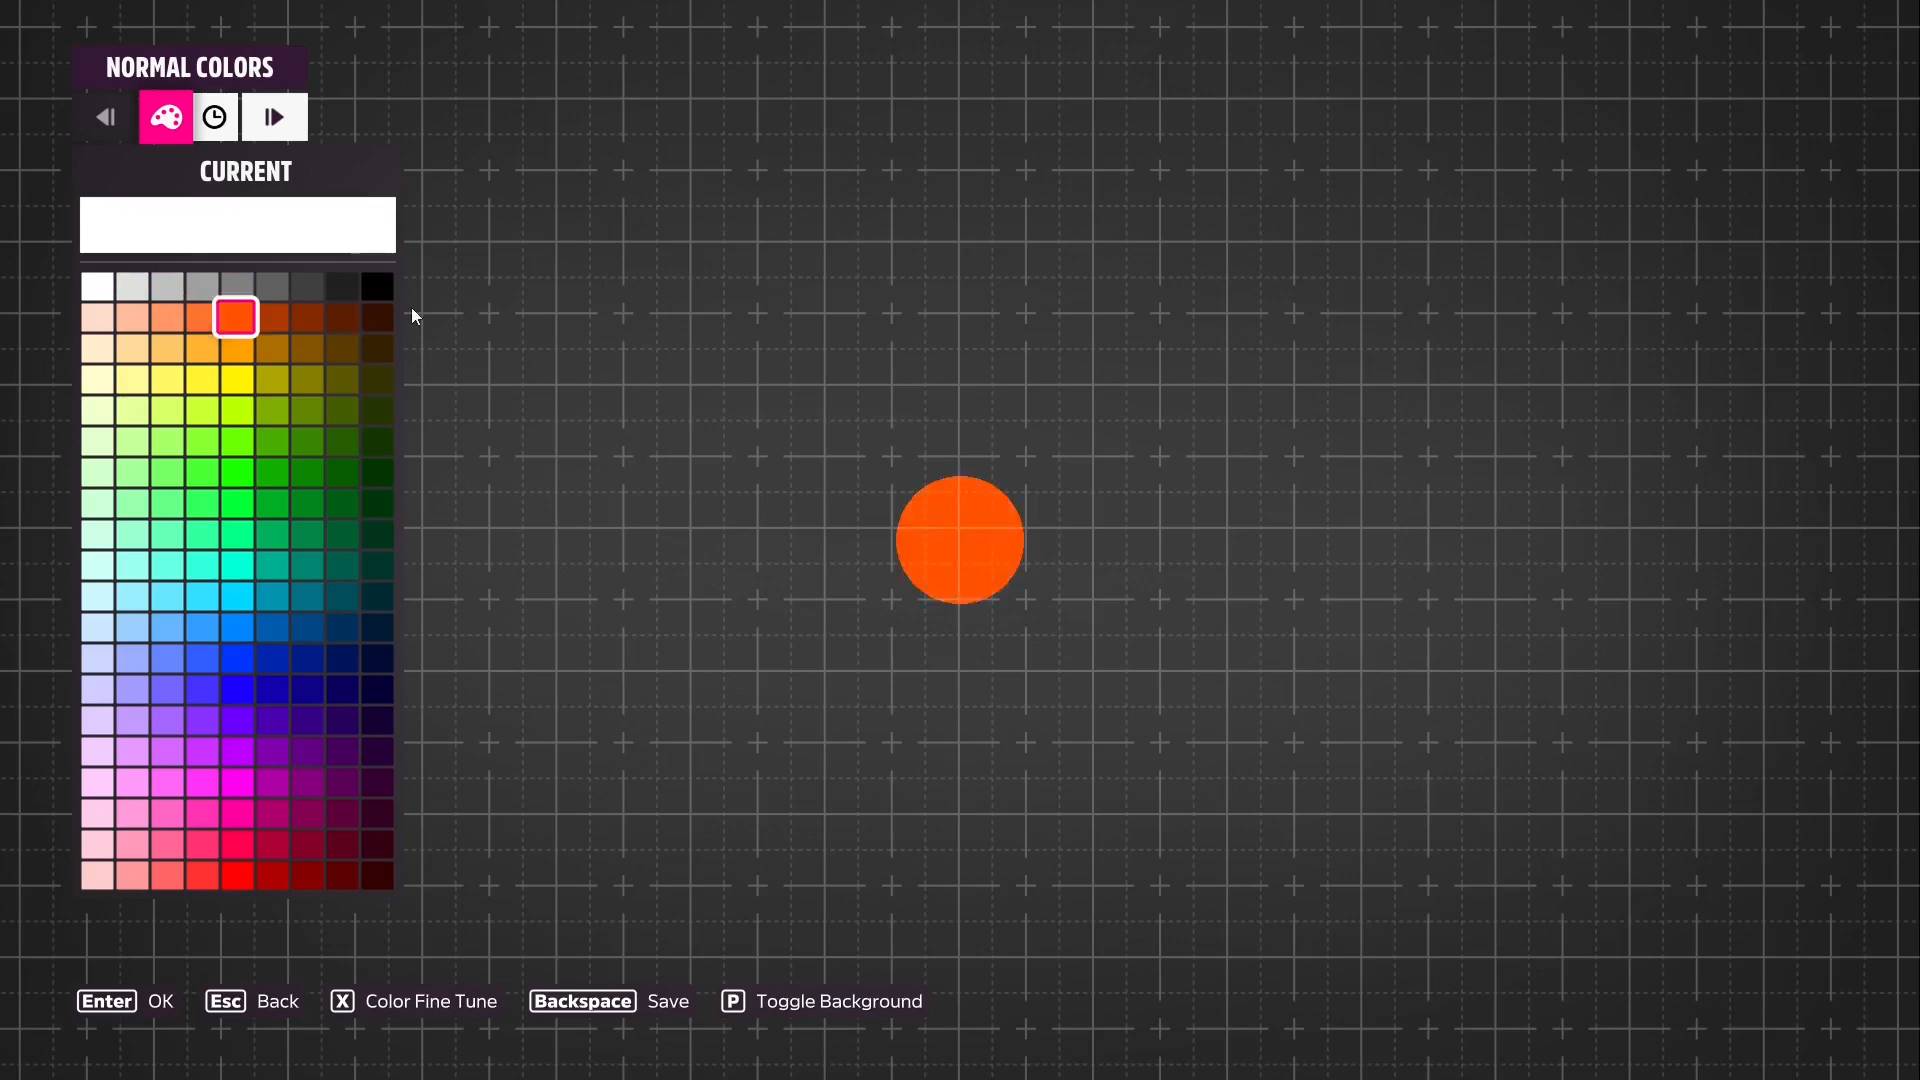 NORMAL COLORS
CURRENT
Enter OK Esc Back X Color Fine Tune Backspace Save P Toggle Background